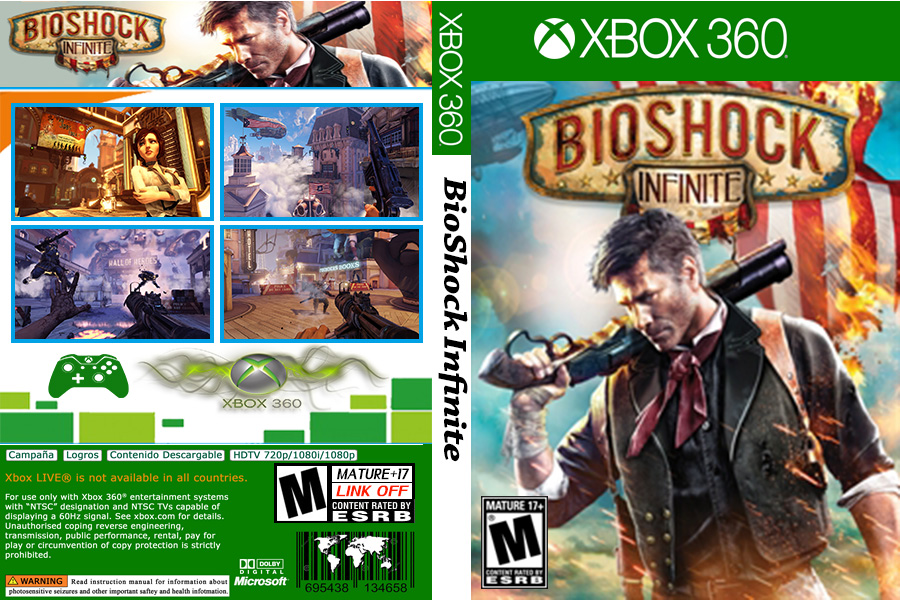 BIOSHOCK
INFINITE
HALL OF HEROES
HOTEL
BOOKS
XBOX 360
Campaña Logros Contenido Descargable HDTV 720p/1080i/1080p
Xbox LIVE® is not available in all countries.
For use only with Xbox 360® entertainment systems
with “NTSC” designation and NTSC TVs capable of
displaying a 60Hz signal. See xbox.com for details.
Unauthorised coping reverse engineering,
transmission, public performance, rental, pay for
play or circumvention of copy protection is strictly
prohibited.
WARNING Read instruction manual for information about
photosensitive seizures and other important saftey and health infotmation.
M
MATURE+17
LINK OFF
CONTENT RATED BY
ESRB
DOLBY
DIGITAL
Microsoft
695438 134658
XBOX 360
BioShock Infinite
XBOX 360
BIOSHOCK
INFINITE
MATURE 17+
M
CONTENT RATED BY
ESRB